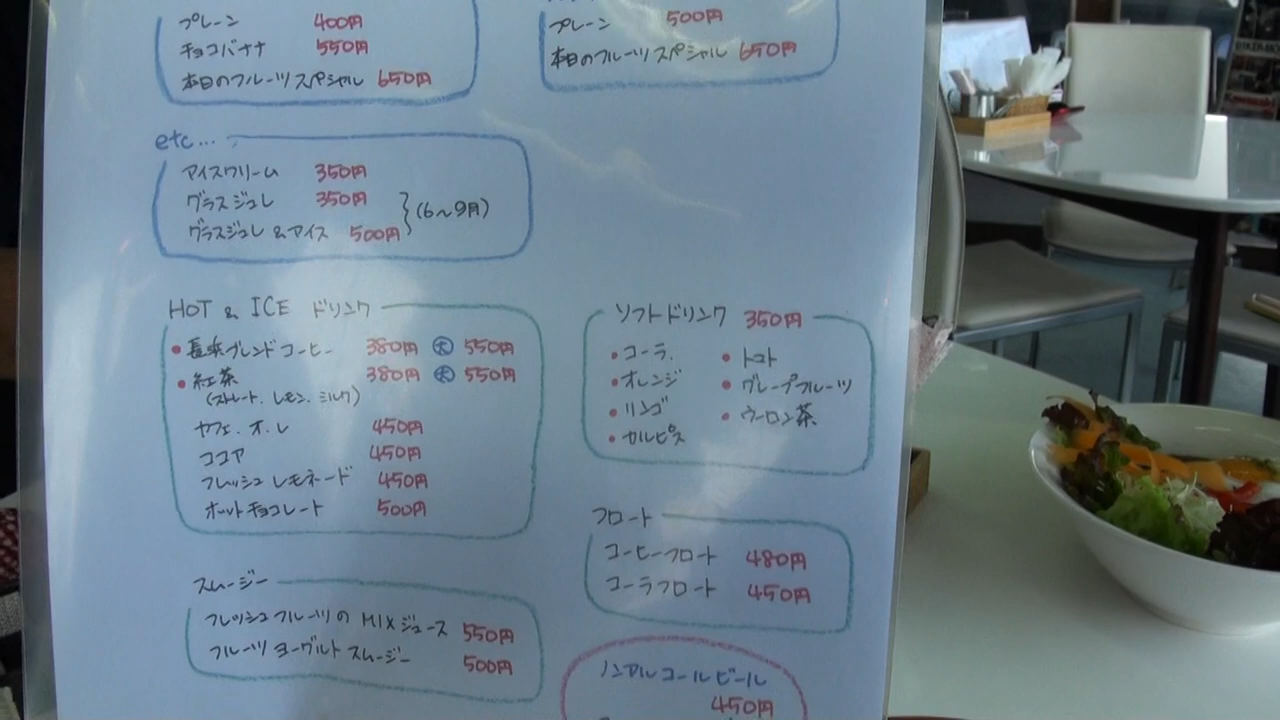 プレーン 400円
チョコバナナ 550円
本日のフルーツスペシャル 650円
プレーン 500円
本日のフルーツスペシャル 650円
etc...
アイスクリーム 350円
グラスジュレ 350円
グラスジュレ & アイス 500円
(6〜9月)
HOT & ICE ドリンク
• 長浜ブレンドコーヒー 380円 大 550円
• 紅茶 380円 大 550円
(ストレート、レモン、ミルク)
カフェ・オ・レ 450円
ココア 450円
フレッシュレモネード 450円
ホットチョコレート 500円
ソフトドリンク 350円
• コーラ
• オレンジ
• リンゴ
• カルピス
• トマト
• グレープフルーツ
• ウーロン茶
フロート
コーヒーフロート 480円
コーラフロート 450円
スムージー
フレッシュフルーツの MIXジュース 550円
フルーツヨーグルトスムージー 500円
ノンアルコールビール
450円